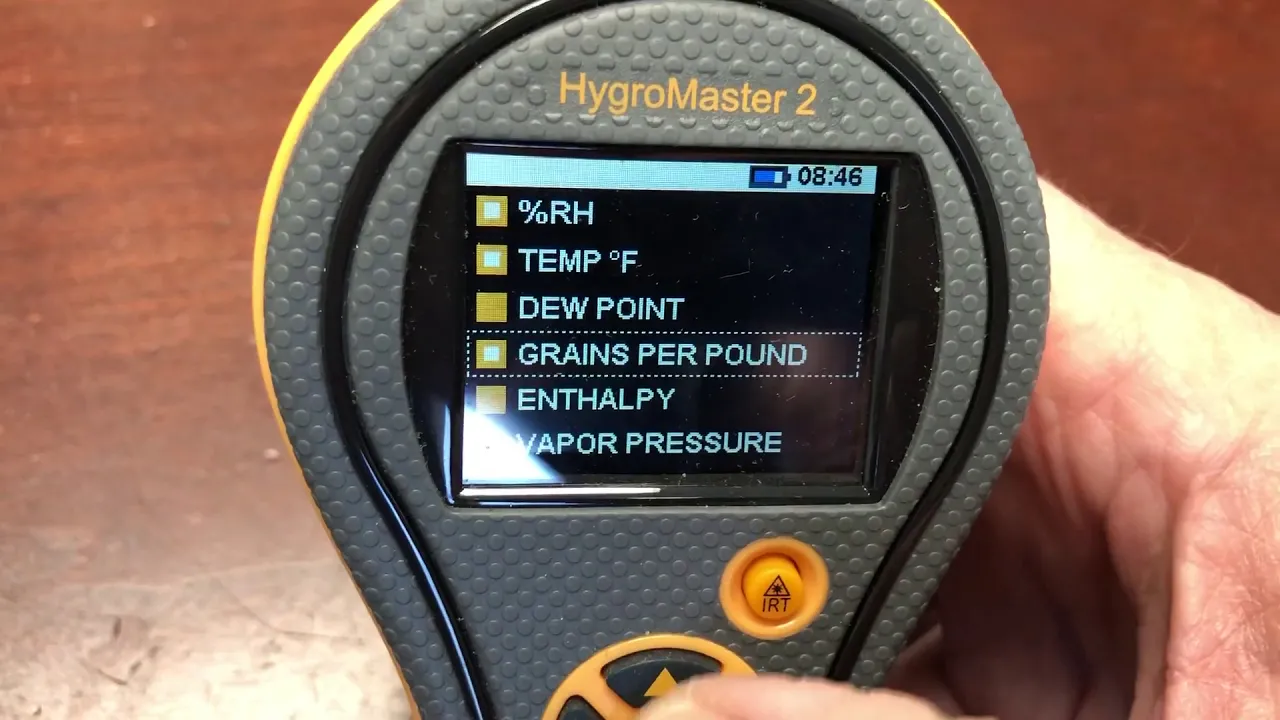 HygroMaster 2
08:46
%RH
TEMP °F
DEW POINT
GRAINS PER POUND
ENTHALPY
VAPOR PRESSURE
IRT